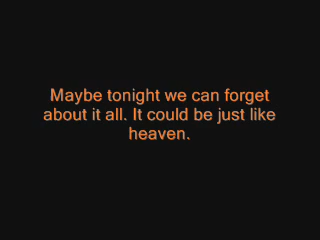 Maybe tonight we can forget
about it all. It could be just like
heaven.